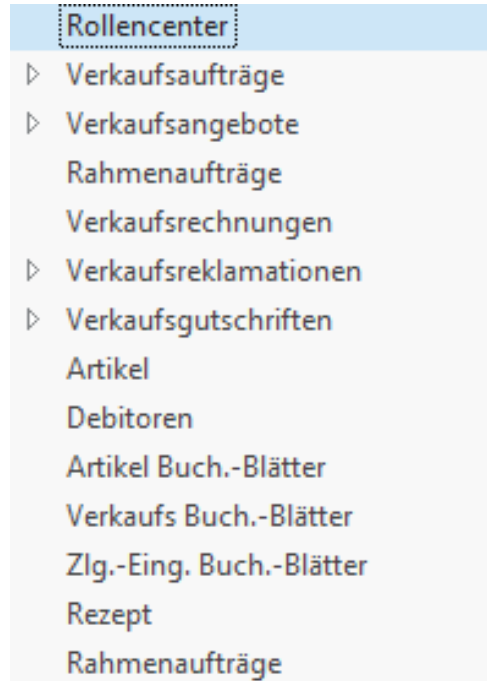 Rollencenter
Verkaufsaufträge
Verkaufsangebote
Rahmenaufträge
Verkaufsrechnungen
Verkaufsreklamationen
Verkaufsgutschriften
Artikel
Debitoren
Artikel Buch.-Blätter
Verkaufs Buch.-Blätter
Zlg.-Eing. Buch.-Blätter
Rezept
Rahmenaufträge